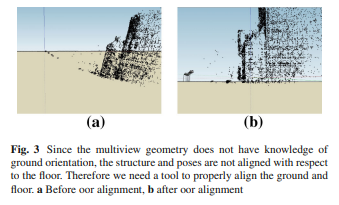 (a)
(b)
Fig. 3 Since the multiview geometry does not have knowledge of
ground orientation, the structure and poses are not aligned with respect
to the floor. Therefore we need a tool to properly align the ground and
floor. a Before oor alignment, b after oor alignment